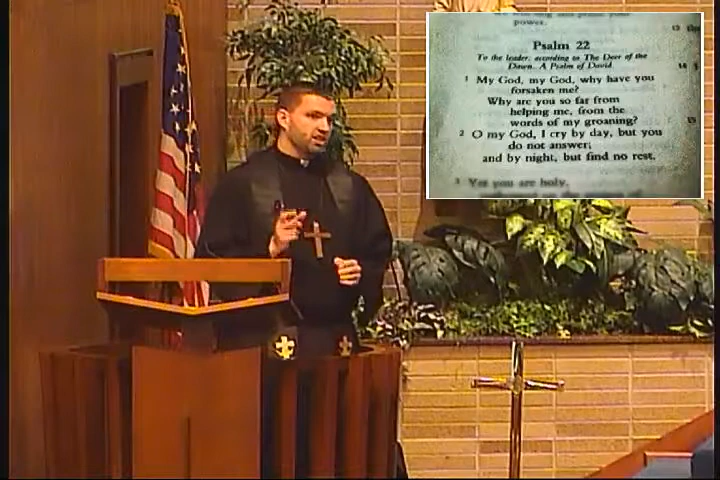 power.
Psalm 22
To the leader: according to The Deer of the
Dawn. A Psalm of David.
1 My God, my God, why have you
forsaken me?
Why are you so far from
helping me, from the
words of my groaning?
2 O my God, I cry by day, but you
do not answer;
and by night, but find no rest.
3 Yet you are holy,